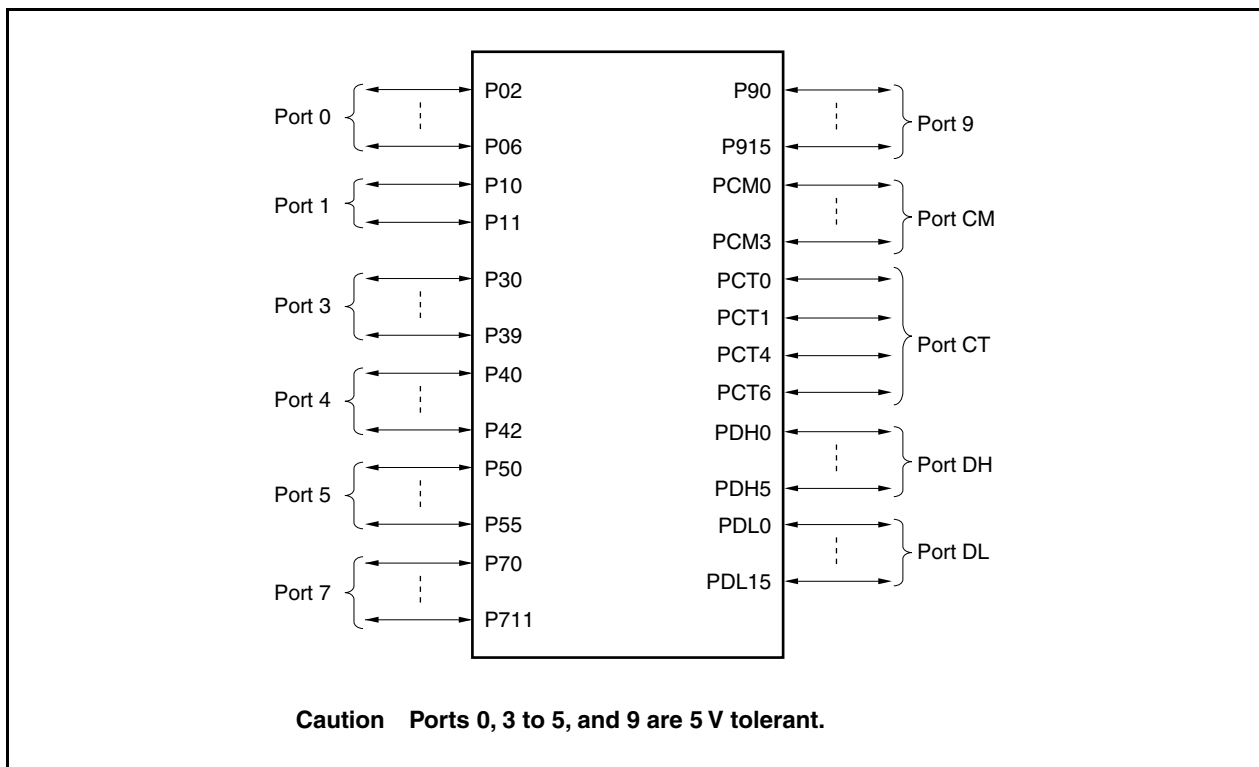 Port 0
P02
P06
Port 1
P10
P11
Port 3
P30
P39
Port 4
P40
P42
Port 5
P50
P55
Port 7
P70
P711
P90
P915
Port 9
PCM0
PCM3
Port CM
PCT0
PCT1
PCT4
PCT6
Port CT
PDH0
PDH5
Port DH
PDL0
PDL15
Port DL
Caution Ports 0, 3 to 5, and 9 are 5 V tolerant.